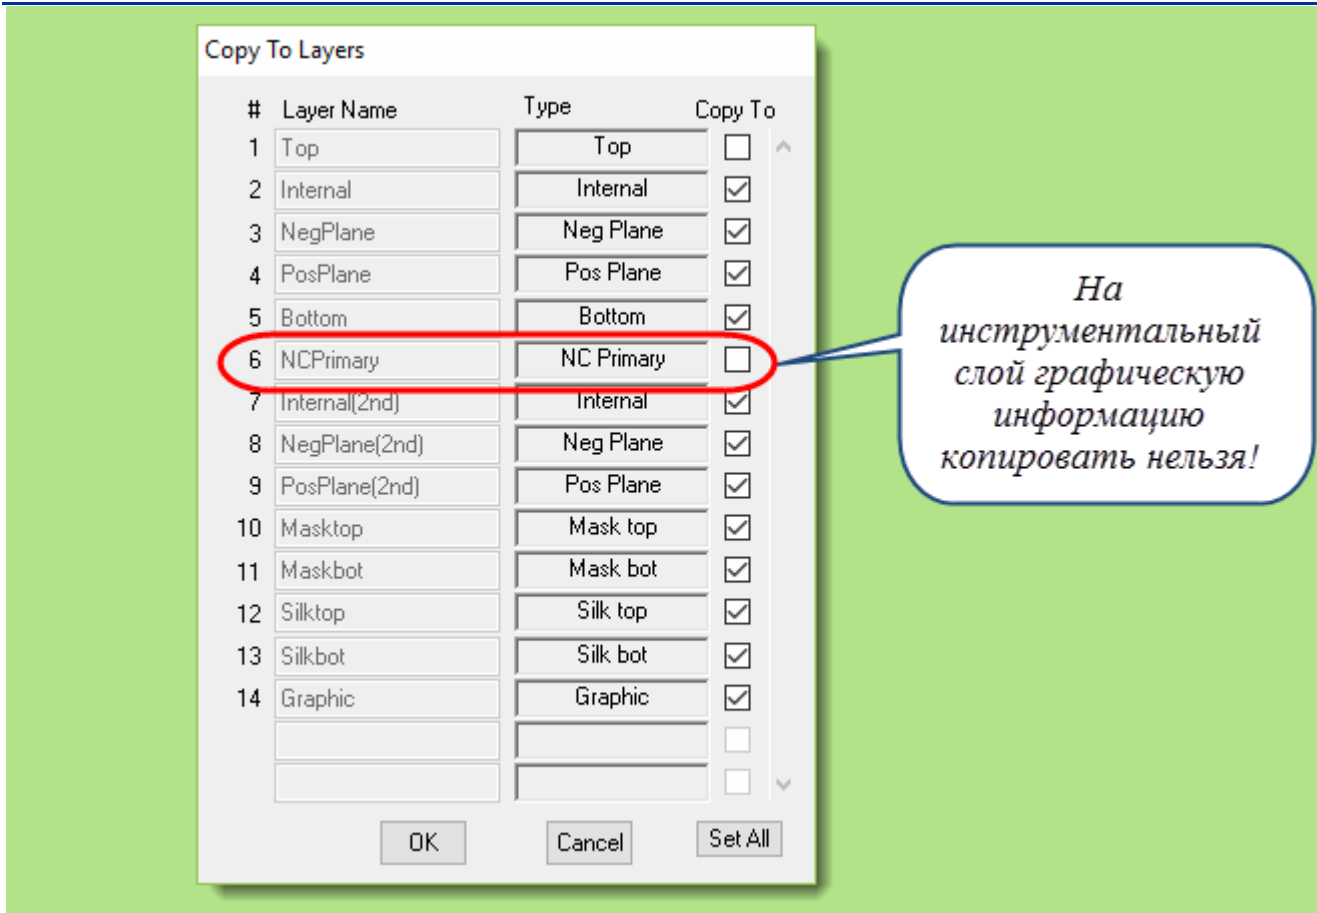 Copy To Layers
# Layer Name Type Copy To
1 Top Top
2 Internal Internal
3 NegPlane Neg Plane
4 PosPlane Pos Plane
5 Bottom Bottom
6 NCPrimary NC Primary
7 Internal(2nd) Internal
8 NegPlane(2nd) Neg Plane
9 PosPlane(2nd) Pos Plane
10 Masktop Mask top
11 Maskbot Mask bot
12 Silktop Silk top
13 Silkbot Silk bot
14 Graphic Graphic
OK Cancel Set All
На
инструментальный
слой графическую
информацию
копировать нельзя!